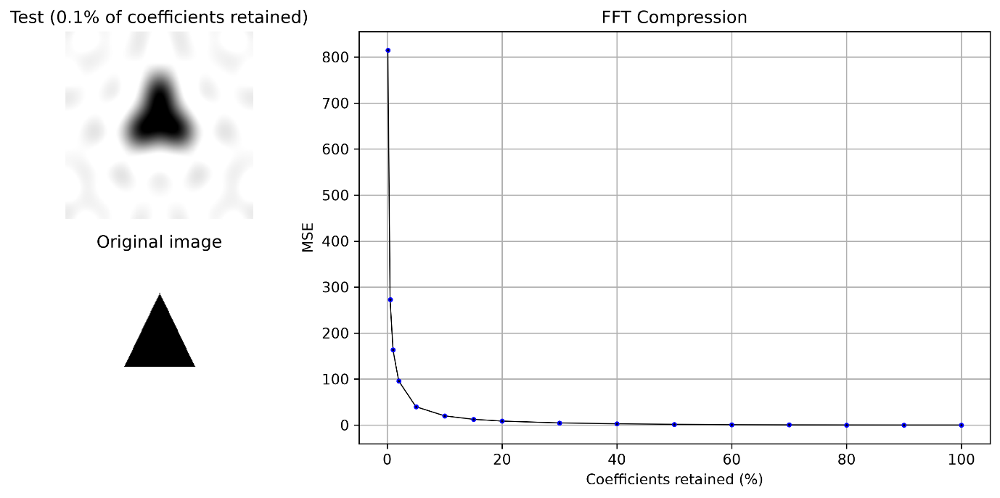 Test (0.1% of coefficients retained)
Original image
FFT Compression
MSE
800
700
600
500
400
300
200
100
0
0 20 40 60 80 100
Coefficients retained (%)